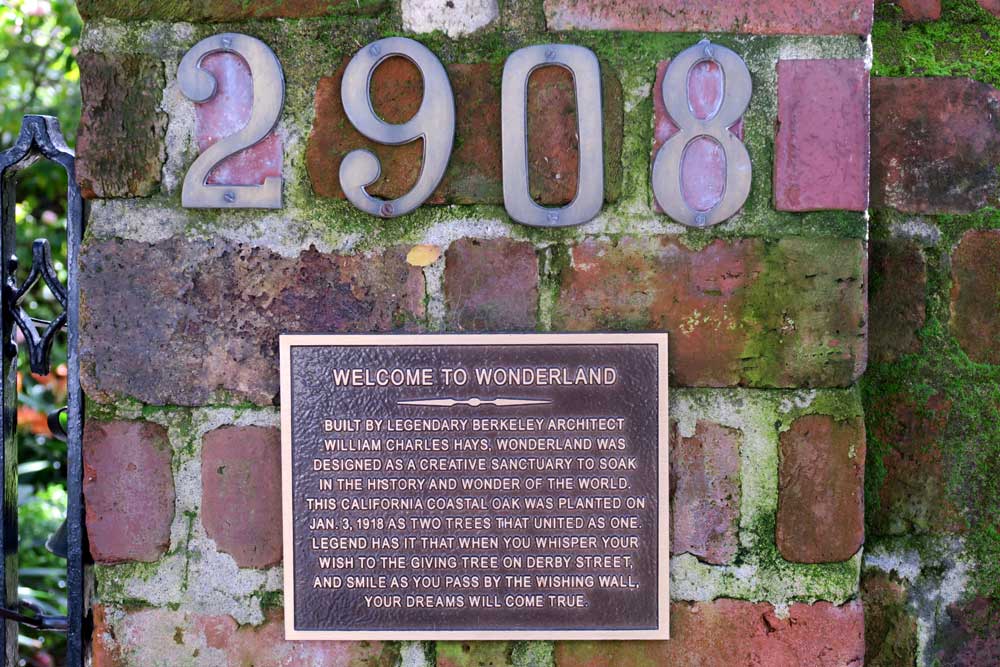 2908
WELCOME TO WONDERLAND
BUILT BY LEGENDARY BERKELEY ARCHITECT
WILLIAM CHARLES HAYS, WONDERLAND WAS
DESIGNED AS A CREATIVE SANCTUARY TO SOAK
IN THE HISTORY AND WONDER OF THE WORLD.
THIS CALIFORNIA COASTAL OAK WAS PLANTED ON
JAN. 3, 1918 AS TWO TREES THAT UNITED AS ONE.
LEGEND HAS IT THAT WHEN YOU WHISPER YOUR
WISH TO THE GIVING TREE ON DERBY STREET,
AND SMILE AS YOU PASS BY THE WISHING WALL,
YOUR DREAMS WILL COME TRUE.